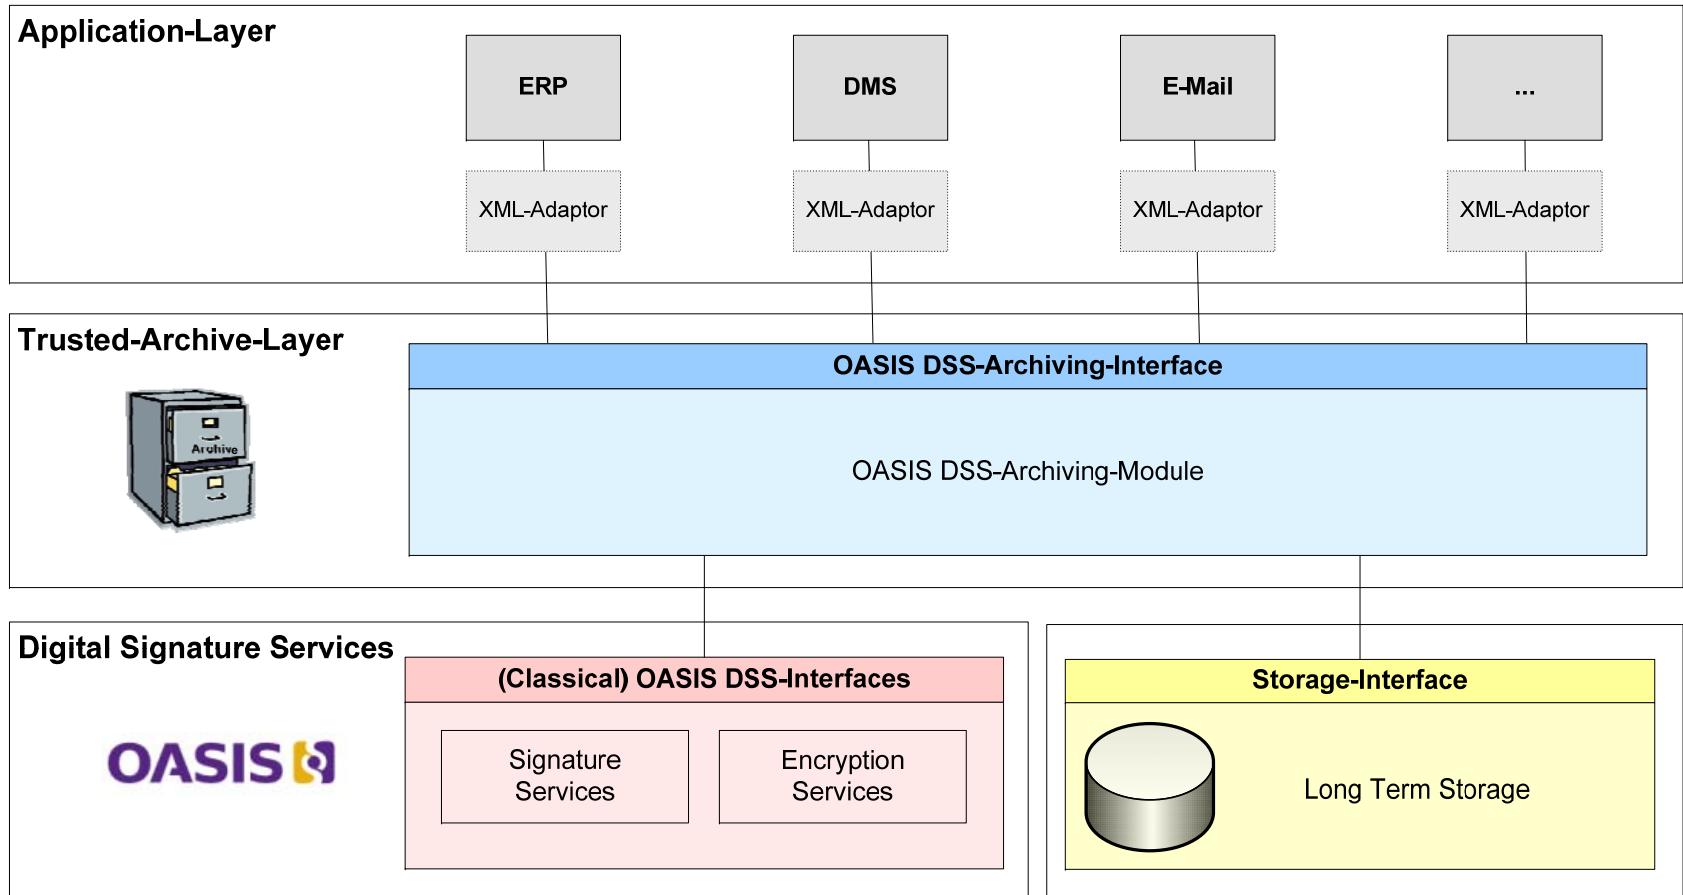 Application-Layer
ERP
DMS
E-Mail
...
XML-Adaptor
XML-Adaptor
XML-Adaptor
XML-Adaptor
Trusted-Archive-Layer
OASIS DSS-Archiving-Interface
Archive
OASIS DSS-Archiving-Module
Digital Signature Services
(Classical) OASIS DSS-Interfaces
Storage-Interface
OASIS
Signature
Services
Encryption
Services
Long Term Storage